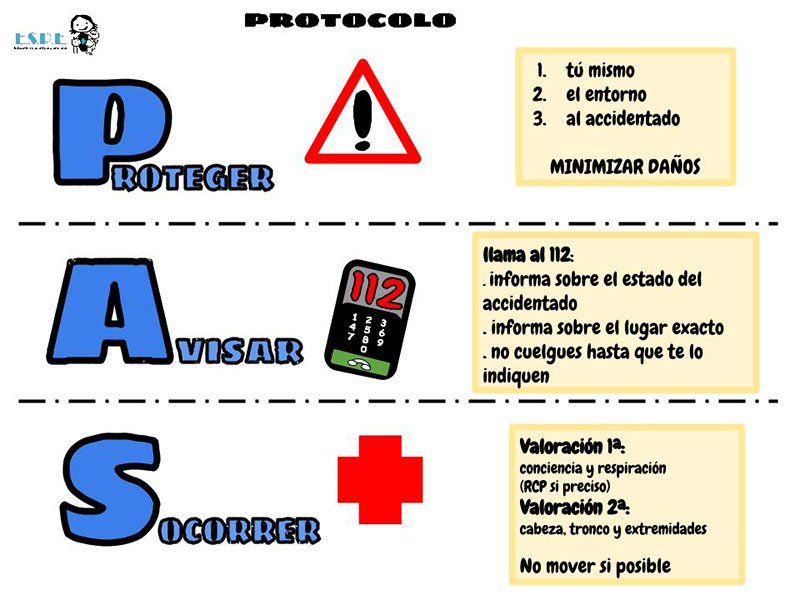 PROTOCOLO
E.S.P.E
PROTEGER
1. tú mismo
2. el entorno
3. al accidentado
MINIMIZAR DAÑOS
AVISAR
112
1 2 3
4 5 6
7 8 9
0
llama al 112:
. informa sobre el estado del
accidentado
. informa sobre el lugar exacto
. no cuelgues hasta que te lo
indiquen
SOCORRER
Valoración 1ª:
conciencia y respiración
(RCP si preciso)
Valoración 2ª:
cabeza, tronco y extremidades
No mover si posible